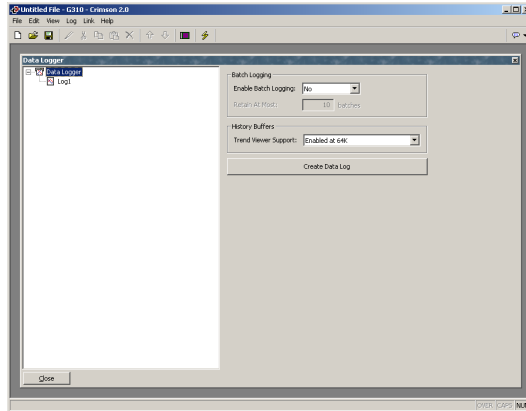 Untitled File - G310 - Crimson 2.0
File Edit View Log Link Help
Data Logger
Data Logger
Log1
Batch Logging
Enable Batch Logging: No
Retain At Most: 10 batches
History Buffers
Trend Viewer Support: Enabled at 64K
Create Data Log
Close
OVER CAPS NU